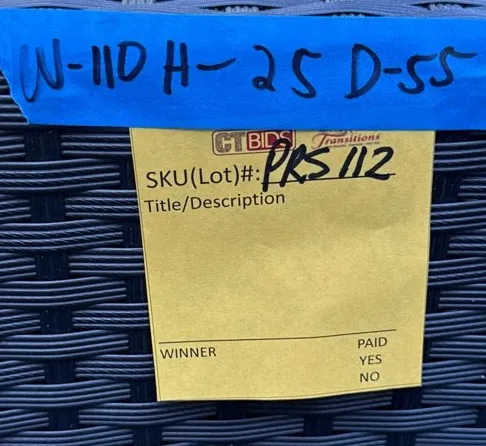 W-110 H-25 D-55
CTBIDS Transitions
SKU(Lot)#: PRS 112
Title/Description
WINNER PAID
YES
NO